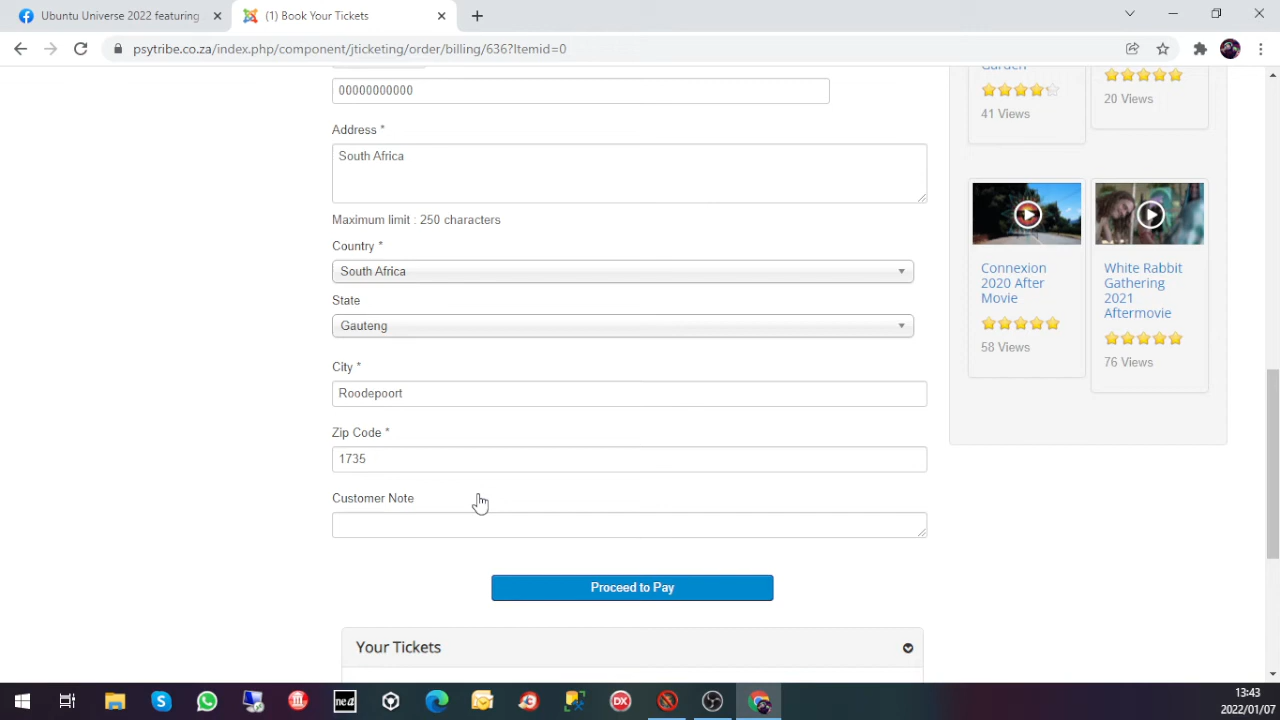 Ubuntu Universe 2022 featuring
(1) Book Your Tickets
psytribe.co.za/index.php/component/jticketing/order/billing/636?Itemid=0
00000000000
Address *
South Africa
Maximum limit : 250 characters
Country *
South Africa
State
Gauteng
City *
Roodepoort
Zip Code *
1735
Customer Note
Proceed to Pay
Your Tickets
41 Views
20 Views
Connexion
2020 After
Movie
58 Views
White Rabbit
Gathering
2021
Aftermovie
76 Views
13:43
2022/01/07